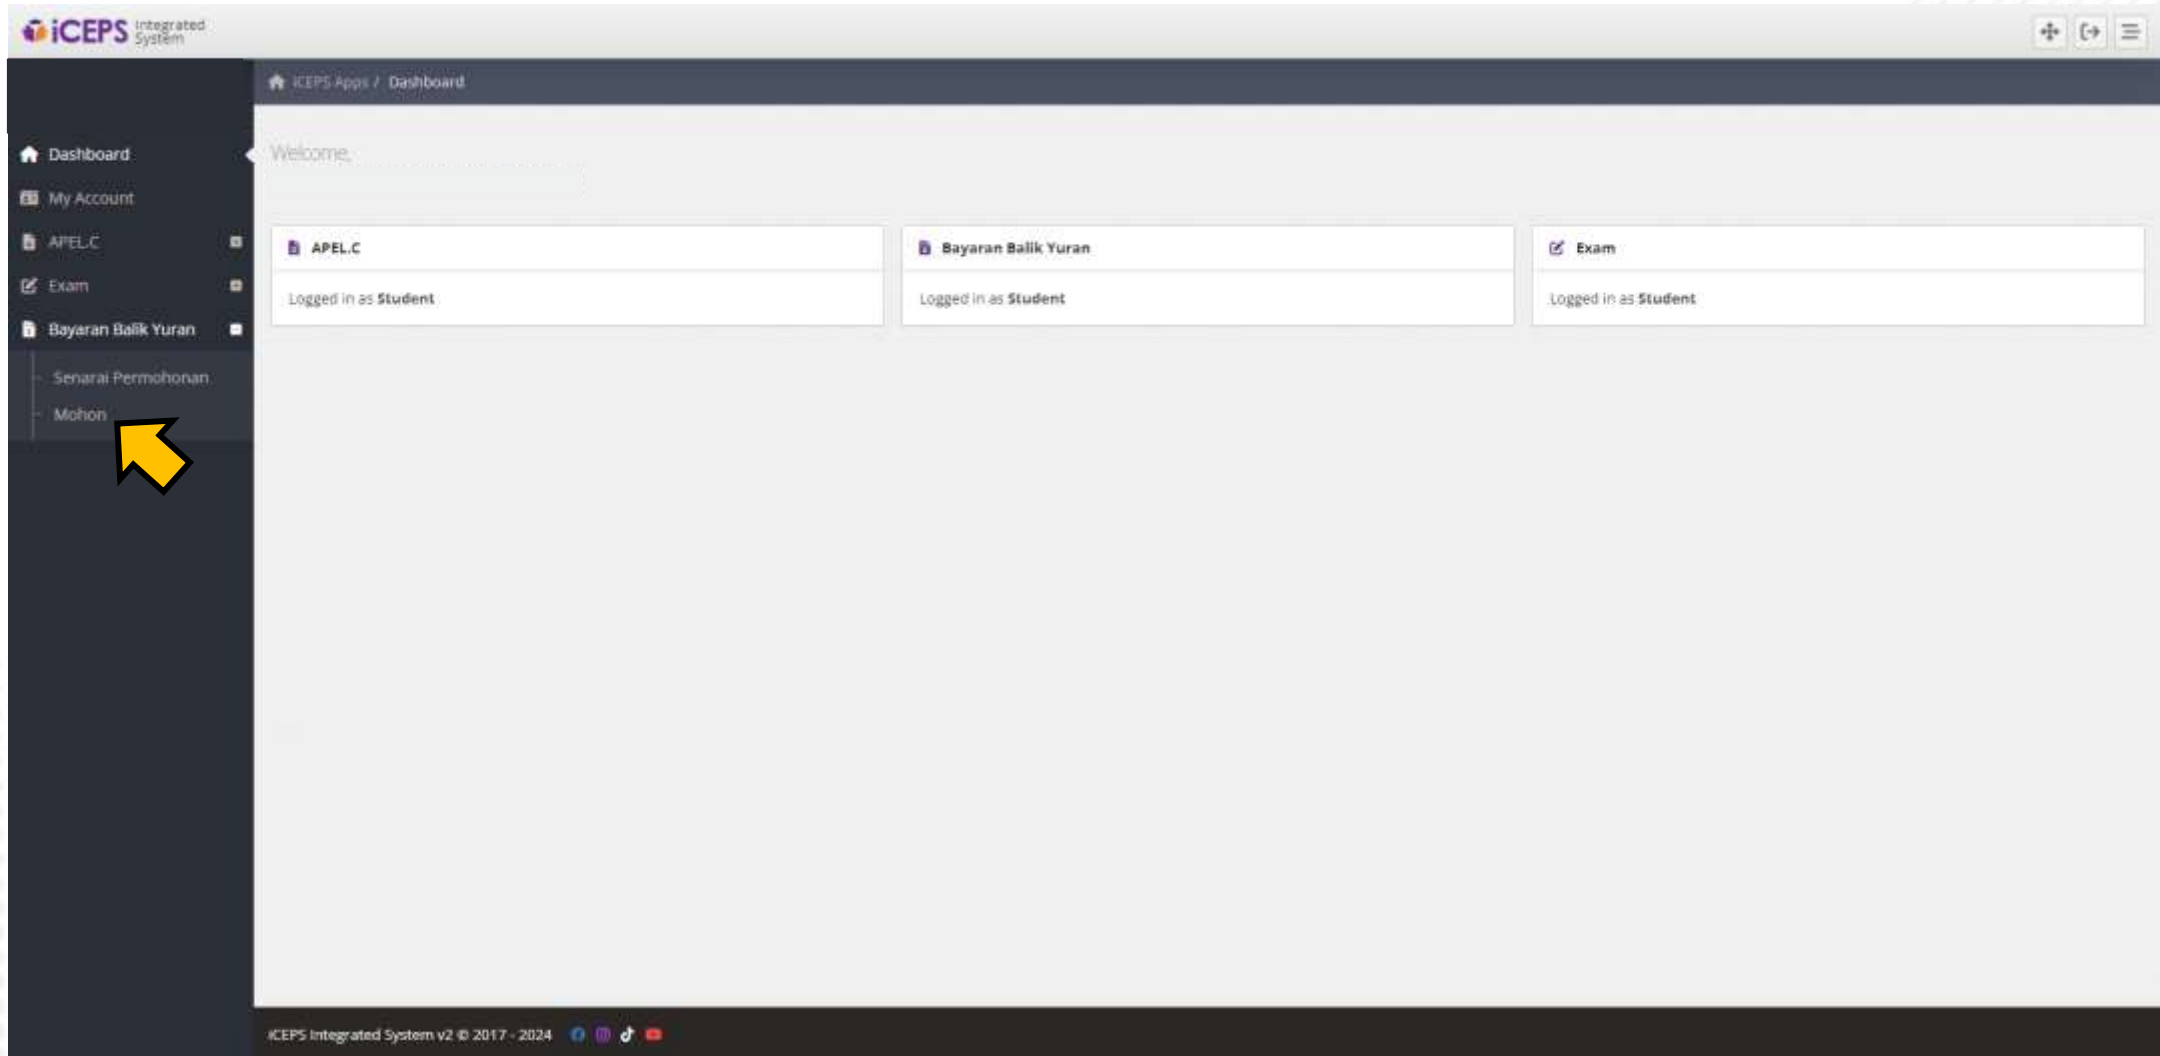 iCEPS Integrated System
iCEPS Apps / Dashboard
Dashboard
My Account
APEL.C
Exam
Bayaran Balik Yuran
Senarai Permohonan
Mohon
Welcome,
APEL.C
Logged in as Student
Bayaran Balik Yuran
Logged in as Student
Exam
Logged in as Student
iCEPS Integrated System v2 © 2017 - 2024